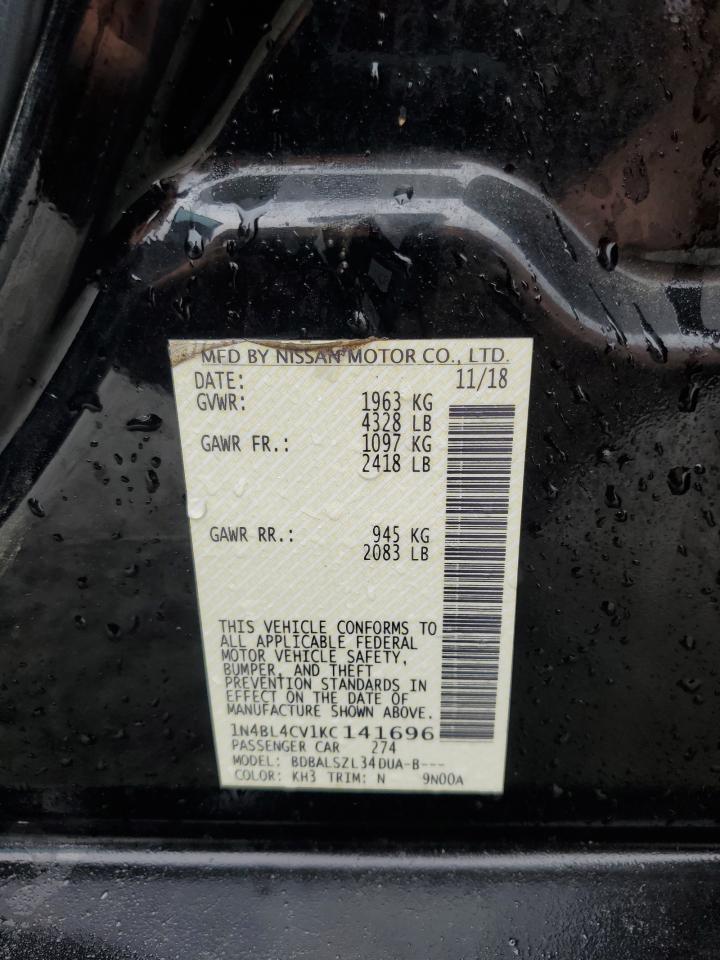 MFD BY NISSAN MOTOR CO., LTD.
DATE: 11/18
GVWR: 1963 KG
4328 LB
GAWR FR.: 1097 KG
2418 LB
GAWR RR.: 945 KG
2083 LB
THIS VEHICLE CONFORMS TO
ALL APPLICABLE FEDERAL
MOTOR VEHICLE SAFETY,
BUMPER, AND THEFT
PREVENTION STANDARDS IN
EFFECT ON THE DATE OF
MANUFACTURE SHOWN ABOVE.
1N4BL4CV1KC141696
PASSENGER CAR 274
MODEL: BDBALSZL34DUA-B---
COLOR: KH3 TRIM: N 9N00A